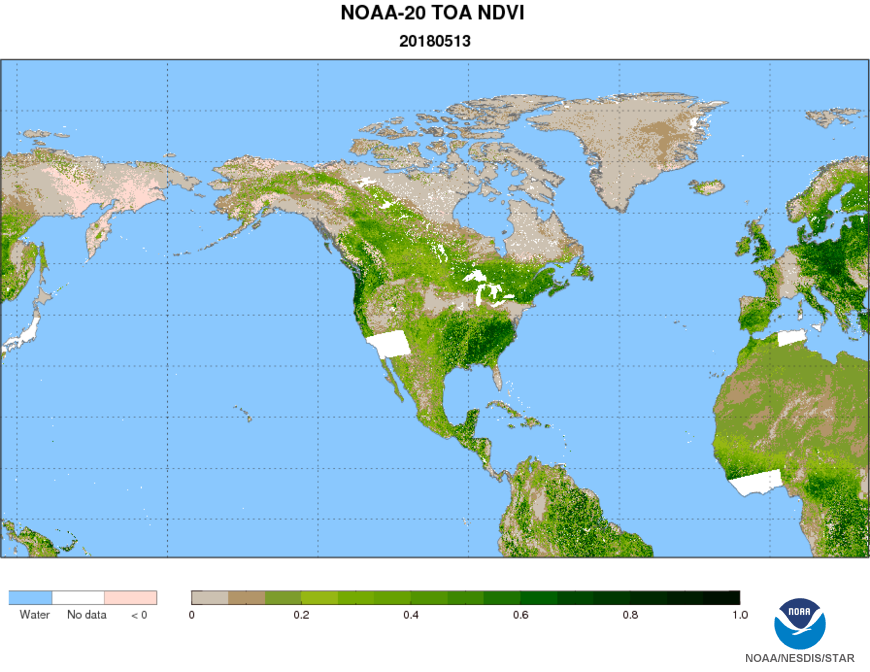 NOAA-20 TOA NDVI
20180513
Water No data < 0
0 0.2 0.4 0.6 0.8 1.0
NOAA
NOAA/NESDIS/STAR